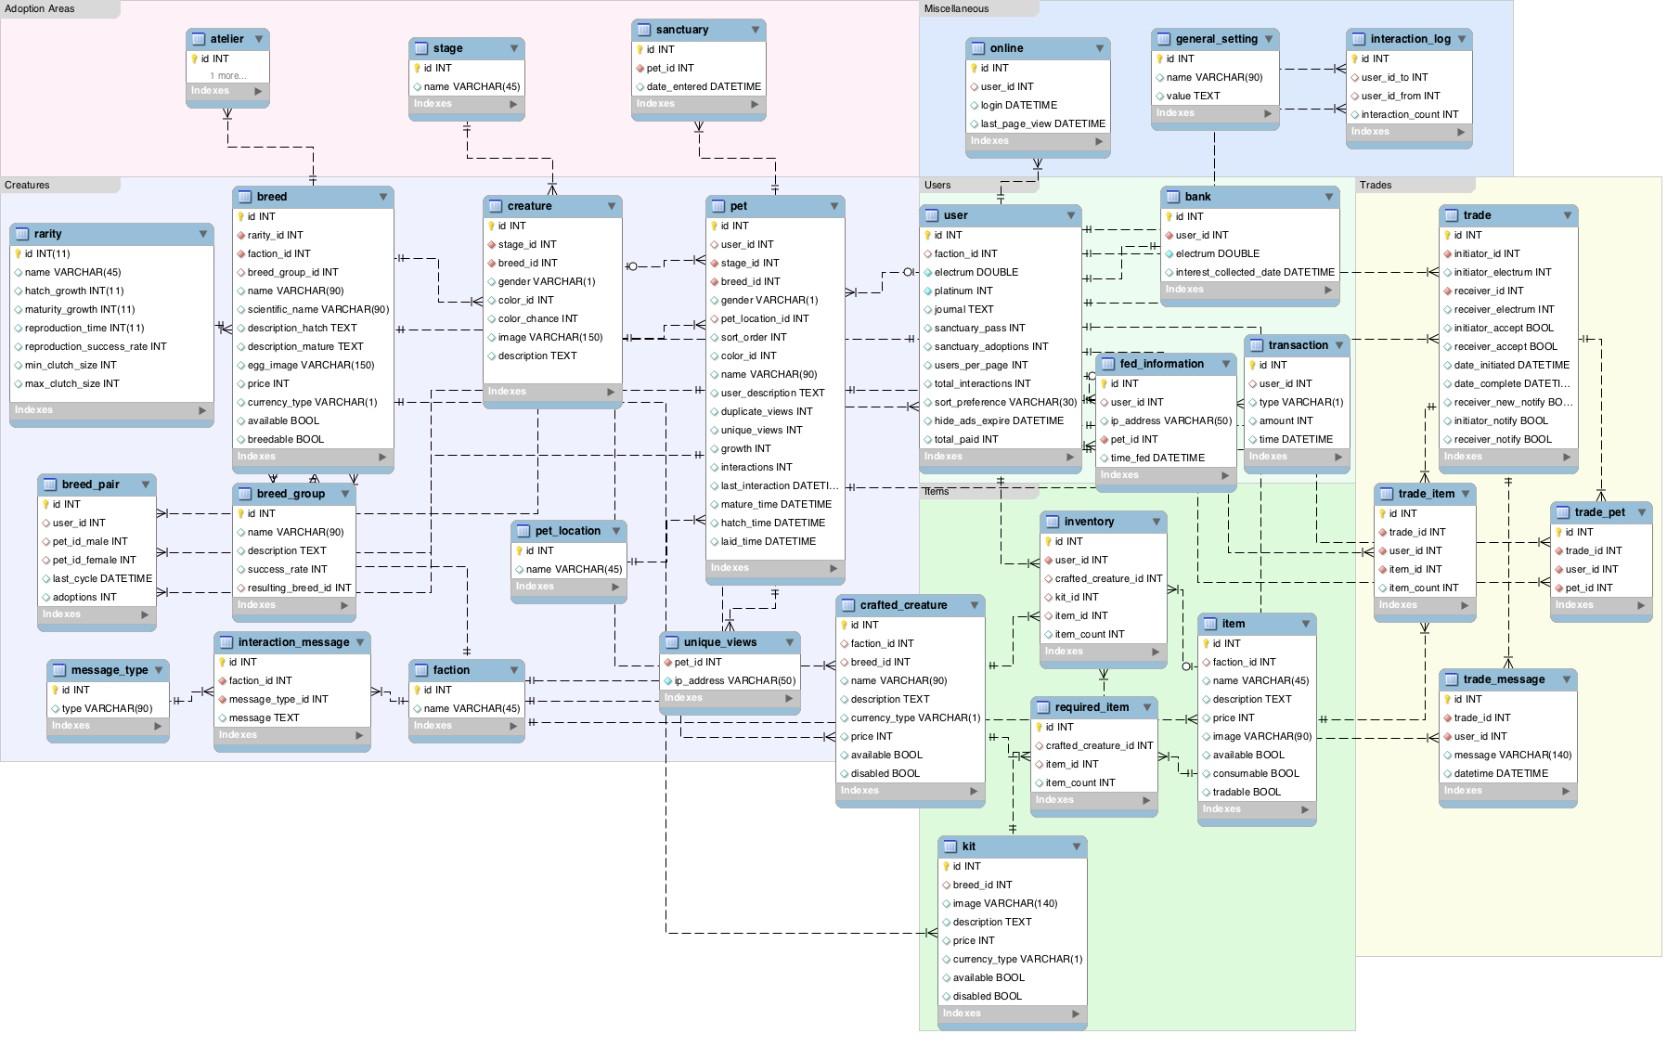 Adoption Areas
atelier
id INT
1 more...
Indexes
stage
id INT
name VARCHAR(45)
Indexes
sanctuary
id INT
pet_id INT
date_entered DATETIME
Indexes
Miscellaneous
online
id INT
user_id INT
login DATETIME
last_page_view DATETIME
Indexes
general_setting
id INT
name VARCHAR(90)
value TEXT
Indexes
interaction_log
id INT
user_id_to INT
user_id_from INT
interaction_count INT
Indexes
Creatures
rarity
id INT(11)
name VARCHAR(45)
hatch_growth INT(11)
maturity_growth INT(11)
reproduction_time INT(11)
reproduction_success_rate INT
min_clutch_size INT
max_clutch_size INT
Indexes
breed
id INT
rarity_id INT
faction_id INT
breed_group_id INT
name VARCHAR(90)
scientific_name VARCHAR(90)
description_hatch TEXT
description_mature TEXT
egg_image VARCHAR(150)
price INT
currency_type VARCHAR(1)
available BOOL
breedable BOOL
Indexes
creature
id INT
stage_id INT
breed_id INT
gender VARCHAR(1)
color_id INT
color_chance INT
image VARCHAR(150)
description TEXT
Indexes
pet
id INT
user_id INT
stage_id INT
breed_id INT
gender VARCHAR(1)
pet_location_id INT
sort_order INT
color_id INT
name VARCHAR(90)
user_description TEXT
duplicate_views INT
unique_views INT
growth INT
interactions INT
last_interaction DATETI...
mature_time DATETIME
hatch_time DATETIME
laid_time DATETIME
Indexes
breed_pair
id INT
user_id INT
pet_id_male INT
pet_id_female INT
last_cycle DATETIME
adoptions INT
Indexes
breed_group
id INT
name VARCHAR(90)
description TEXT
success_rate INT
resulting_breed_id INT
Indexes
pet_location
id INT
name VARCHAR(45)
Indexes
message_type
id INT
type VARCHAR(90)
Indexes
interaction_message
id INT
faction_id INT
message_type_id INT
message TEXT
Indexes
faction
id INT
name VARCHAR(45)
Indexes
unique_views
pet_id INT
ip_address VARCHAR(50)
Indexes
crafted_creature
id INT
faction_id INT
breed_id INT
name VARCHAR(90)
description TEXT
currency_type VARCHAR(1)
price INT
available BOOL
disabled BOOL
Indexes
Users
user
id INT
faction_id INT
electrum DOUBLE
platinum INT
journal TEXT
sanctuary_pass INT
sanctuary_adoptions INT
users_per_page INT
total_interactions INT
sort_preference VARCHAR(30)
hide_ads_expire DATETIME
total_paid INT
Indexes
bank
id INT
user_id INT
electrum DOUBLE
interest_collected_date DATETIME
Indexes
fed_information
id INT
user_id INT
ip_address VARCHAR(50)
pet_id INT
time_fed DATETIME
Indexes
transaction
id INT
user_id INT
type VARCHAR(1)
amount INT
time DATETIME
Indexes
Items
inventory
id INT
user_id INT
crafted_creature_id INT
kit_id INT
item_id INT
item_count INT
Indexes
required_item
id INT
crafted_creature_id INT
item_id INT
item_count INT
Indexes
item
id INT
faction_id INT
name VARCHAR(45)
description TEXT
price INT
image VARCHAR(90)
available BOOL
consumable BOOL
tradable BOOL
Indexes
kit
id INT
breed_id INT
image VARCHAR(140)
description TEXT
price INT
currency_type VARCHAR(1)
available BOOL
disabled BOOL
Indexes
Trades
trade
id INT
initiator_id INT
initiator_electrum INT
receiver_id INT
receiver_electrum INT
initiator_accept BOOL
receiver_accept BOOL
date_initiated DATETIME
date_complete DATETI...
receiver_new_notify BO...
initiator_notify BOOL
receiver_notify BOOL
Indexes
trade_item
id INT
trade_id INT
user_id INT
item_id INT
item_count INT
Indexes
trade_pet
id INT
trade_id INT
user_id INT
pet_id INT
Indexes
trade_message
id INT
trade_id INT
user_id INT
message VARCHAR(140)
datetime DATETIME
Indexes